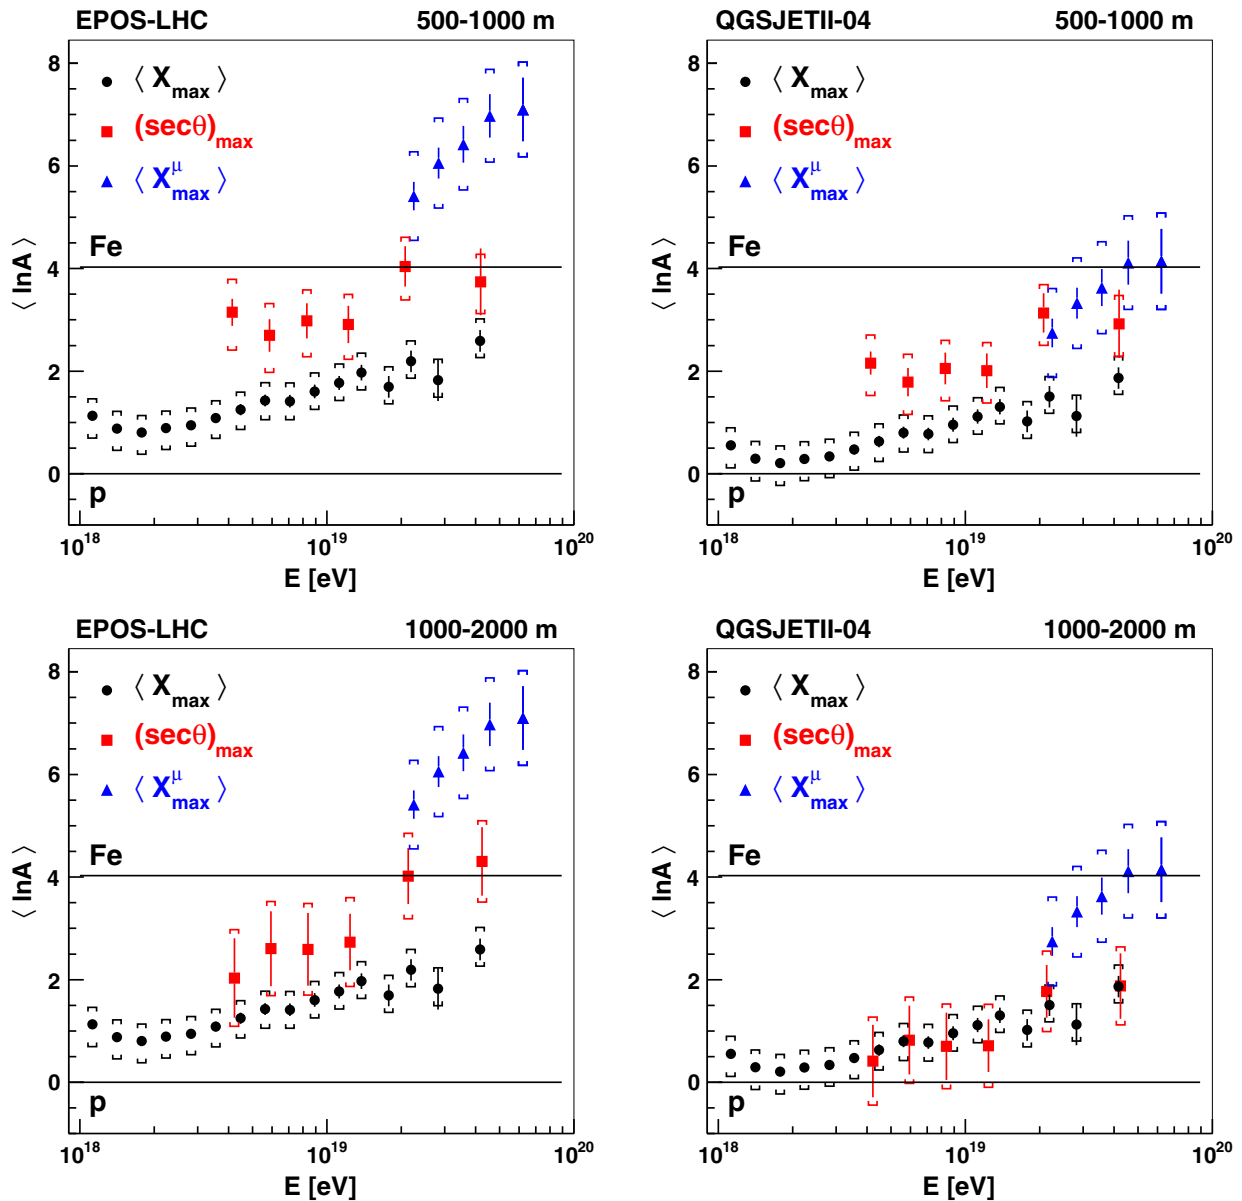 EPOS-LHC 500-1000 m
8
6
4
2
0
⟨ lnA ⟩
⟨ X_max ⟩
(secθ)_max
⟨ X^μ_max ⟩
Fe
p
10^18 10^19 10^20
E [eV]
QGSJETII-04 500-1000 m
8
6
4
2
0
⟨ lnA ⟩
⟨ X_max ⟩
(secθ)_max
⟨ X^μ_max ⟩
Fe
p
10^18 10^19 10^20
E [eV]
EPOS-LHC 1000-2000 m
8
6
4
2
0
⟨ lnA ⟩
⟨ X_max ⟩
(secθ)_max
⟨ X^μ_max ⟩
Fe
p
10^18 10^19 10^20
E [eV]
QGSJETII-04 1000-2000 m
8
6
4
2
0
⟨ lnA ⟩
⟨ X_max ⟩
(secθ)_max
⟨ X^μ_max ⟩
Fe
p
10^18 10^19 10^20
E [eV]